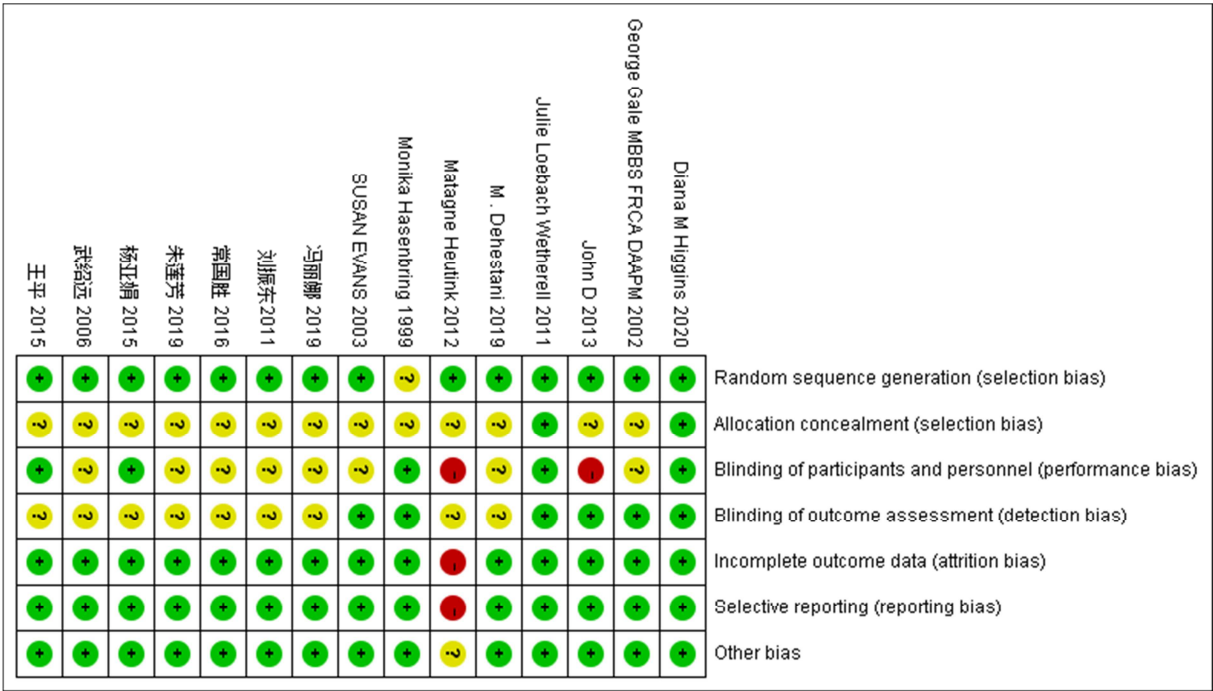 Diana M Higgins 2020
George Gale MBBS FRCA DAAPM 2002
John D 2013
Julie Loebach Wetherell 2011
M . Dehestani 2019
Matagne Heutink 2012
Monika Hasenbring 1999
SUSAN EVANS 2003
冯丽娜 2019
刘振东 2011
常国胜 2016
朱莲芳 2019
杨亚娟 2015
武绍远 2006
王平 2015
Random sequence generation (selection bias)
+ + + + + + ? + + + + + + + +
Allocation concealment (selection bias)
? ? ? ? ? ? ? ? ? ? ? + ? ? +
Blinding of participants and personnel (performance bias)
+ ? + ? ? ? ? ? + - ? + - ? +
Blinding of outcome assessment (detection bias)
? ? ? ? ? ? ? + + ? ? + + + +
Incomplete outcome data (attrition bias)
+ + + + + + + + + - + + + + +
Selective reporting (reporting bias)
+ + + + + + + + + - + + + + +
Other bias
+ + + + + + + + + ? + + + + +